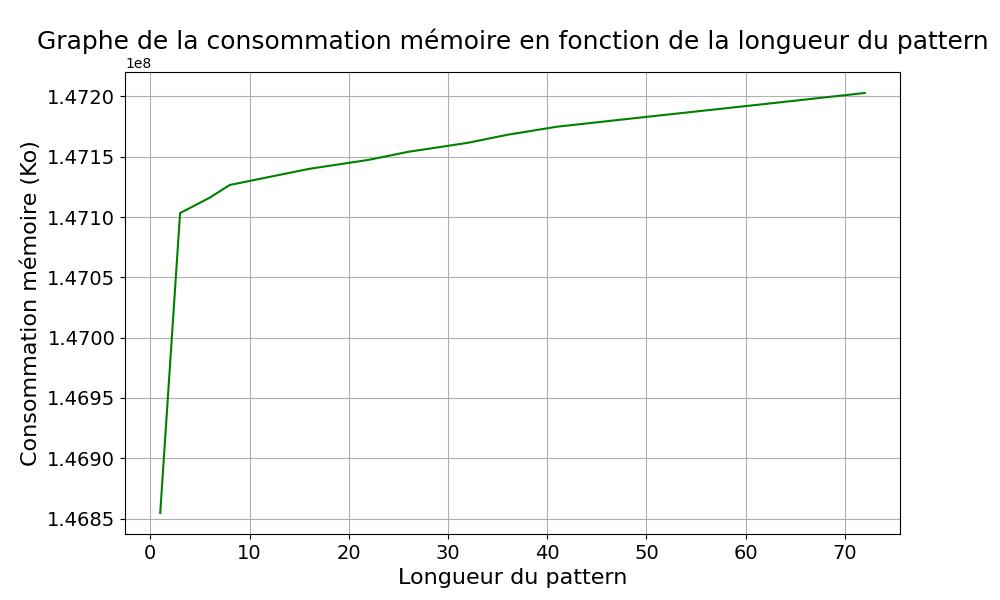 Graphe de la consommation mémoire en fonction de la longueur du pattern
1e8
1.4720
1.4715
1.4710
1.4705
1.4700
1.4695
1.4690
1.4685
Consommation mémoire (Ko)
0 10 20 30 40 50 60 70
Longueur du pattern